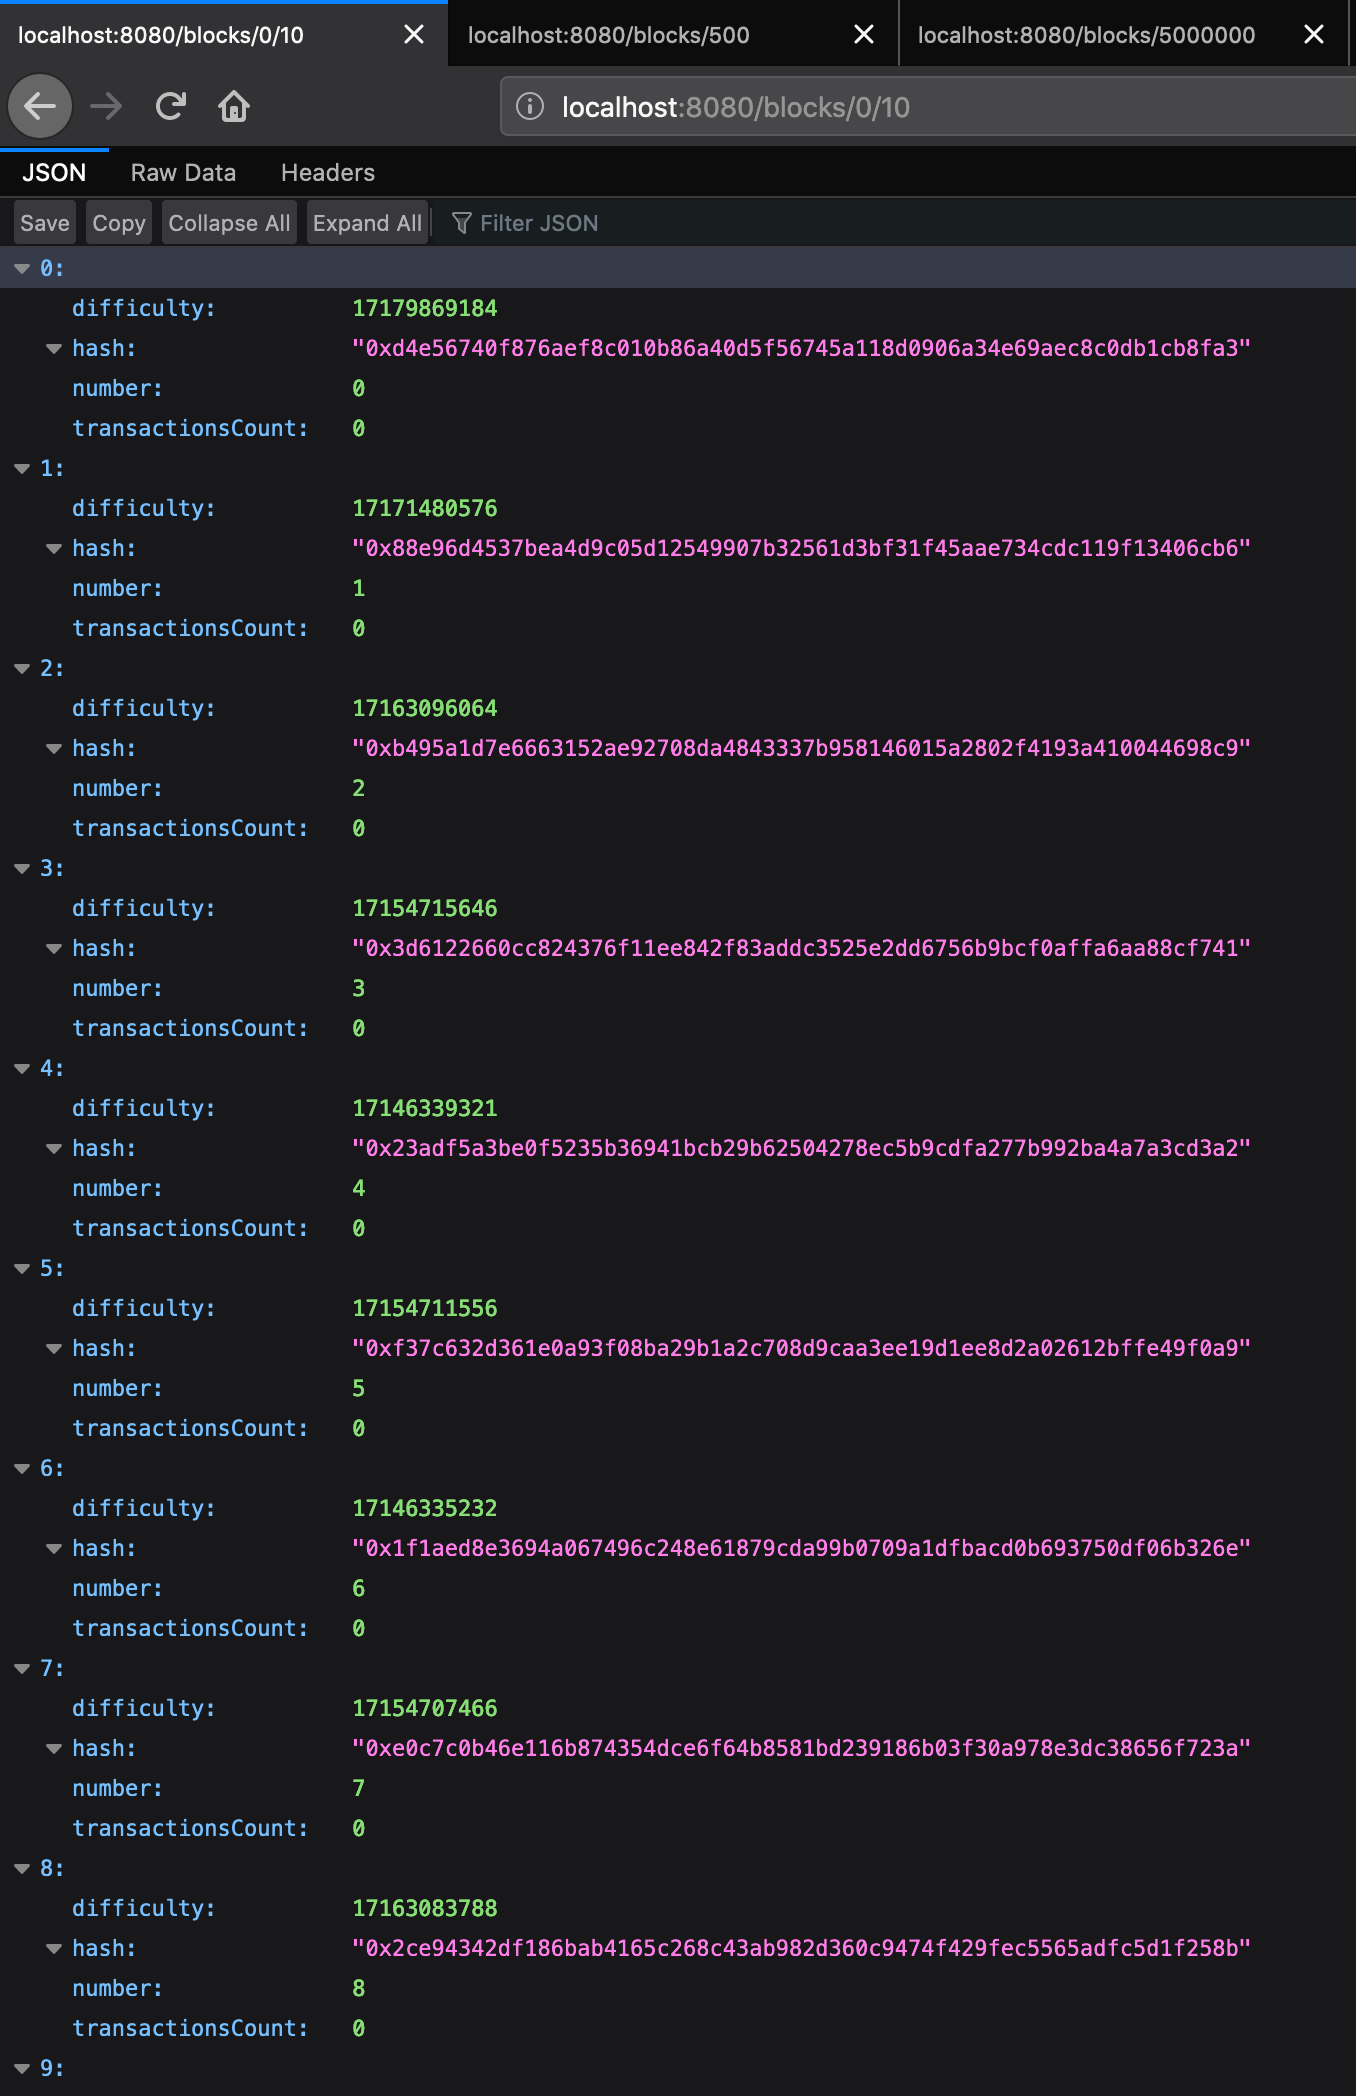 localhost:8080/blocks/0/10 localhost:8080/blocks/500 localhost:8080/blocks/5000000
localhost:8080/blocks/0/10
JSON Raw Data Headers
Save Copy Collapse All Expand All Filter JSON
0:
difficulty: 17179869184
hash: "0xd4e56740f876aef8c010b86a40d5f56745a118d0906a34e69aec8c0db1cb8fa3"
number: 0
transactionsCount: 0
1:
difficulty: 17171480576
hash: "0x88e96d4537bea4d9c05d12549907b32561d3bf31f45aae734cdc119f13406cb6"
number: 1
transactionsCount: 0
2:
difficulty: 17163096064
hash: "0xb495a1d7e6663152ae92708da4843337b958146015a2802f4193a410044698c9"
number: 2
transactionsCount: 0
3:
difficulty: 17154715646
hash: "0x3d6122660cc824376f11ee842f83addc3525e2dd6756b9bcf0affa6aa88cf741"
number: 3
transactionsCount: 0
4:
difficulty: 17146339321
hash: "0x23adf5a3be0f5235b36941bcb29b62504278ec5b9cdfa277b992ba4a7a3cd3a2"
number: 4
transactionsCount: 0
5:
difficulty: 17154711556
hash: "0xf37c632d361e0a93f08ba29b1a2c708d9caa3ee19d1ee8d2a02612bffe49f0a9"
number: 5
transactionsCount: 0
6:
difficulty: 17146335232
hash: "0x1f1aed8e3694a067496c248e61879cda99b0709a1dfbacd0b693750df06b326e"
number: 6
transactionsCount: 0
7:
difficulty: 17154707466
hash: "0xe0c7c0b46e116b874354dce6f64b8581bd239186b03f30a978e3dc38656f723a"
number: 7
transactionsCount: 0
8:
difficulty: 17163083788
hash: "0x2ce94342df186bab4165c268c43ab982d360c9474f429fec5565adfc5d1f258b"
number: 8
transactionsCount: 0
9: